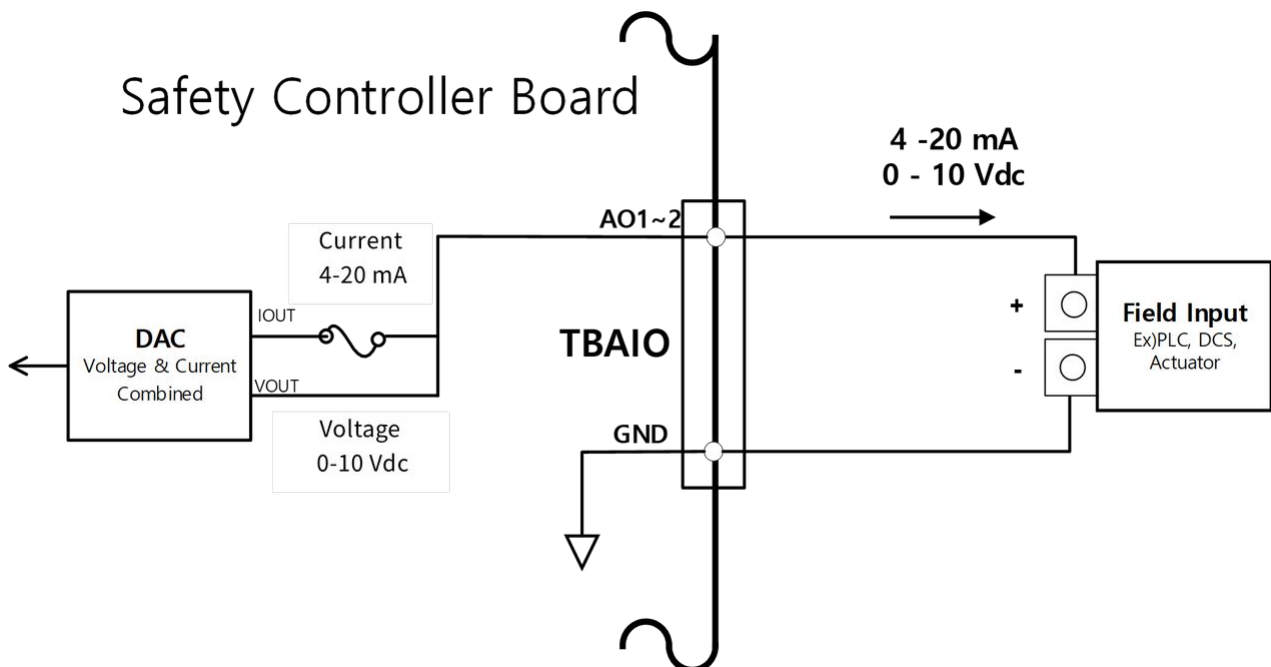 Safety Controller Board
4 -20 mA
0 - 10 Vdc
AO1~2
Current
4-20 mA
IOUT
DAC
Voltage & Current
Combined
VOUT
Voltage
0-10 Vdc
TBAIO
GND
+
-
Field Input
Ex)PLC, DCS,
Actuator